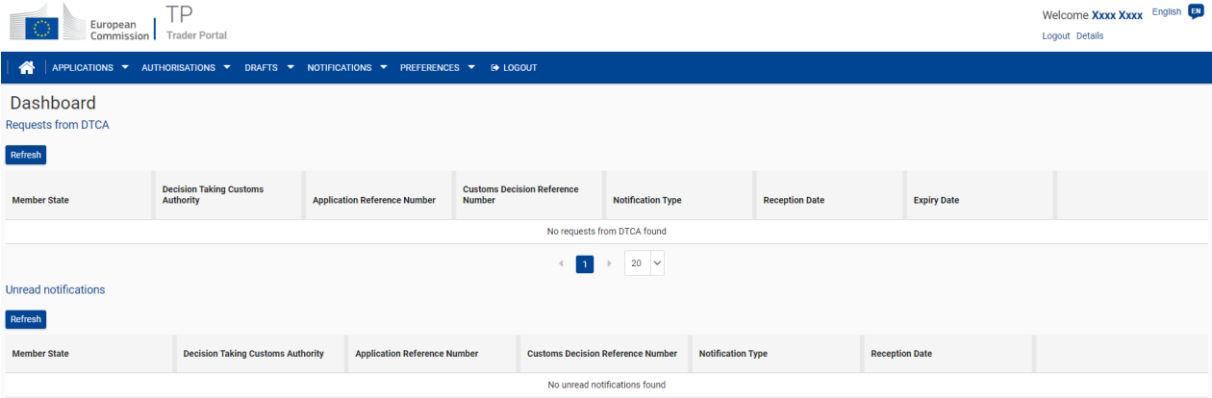 European
Commission
TP
Trader Portal
Welcome Xxxx Xxxx English EN
Logout Details
APPLICATIONS AUTHORISATIONS DRAFTS NOTIFICATIONS PREFERENCES LOGOUT
Dashboard
Requests from DTCA
Refresh
Member State Decision Taking Customs Authority Application Reference Number Customs Decision Reference Number Notification Type Reception Date Expiry Date
No requests from DTCA found
1 20
Unread notifications
Refresh
Member State Decision Taking Customs Authority Application Reference Number Customs Decision Reference Number Notification Type Reception Date
No unread notifications found